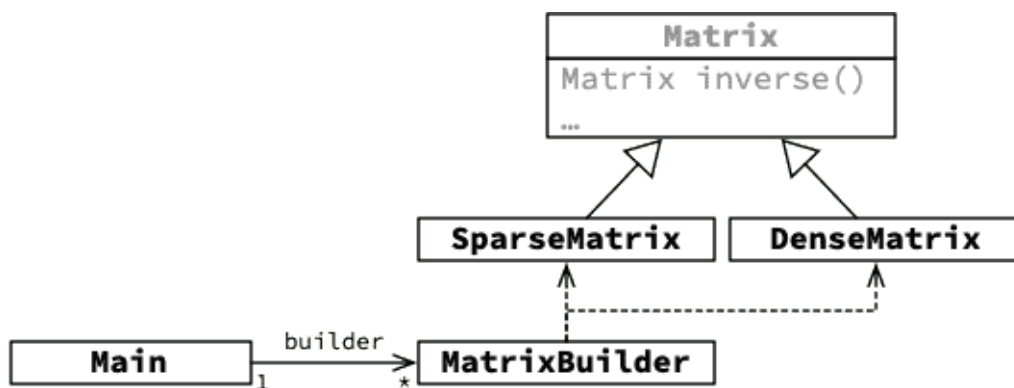 Matrix
Matrix inverse()
…
SparseMatrix
DenseMatrix
builder
Main
1
*
MatrixBuilder